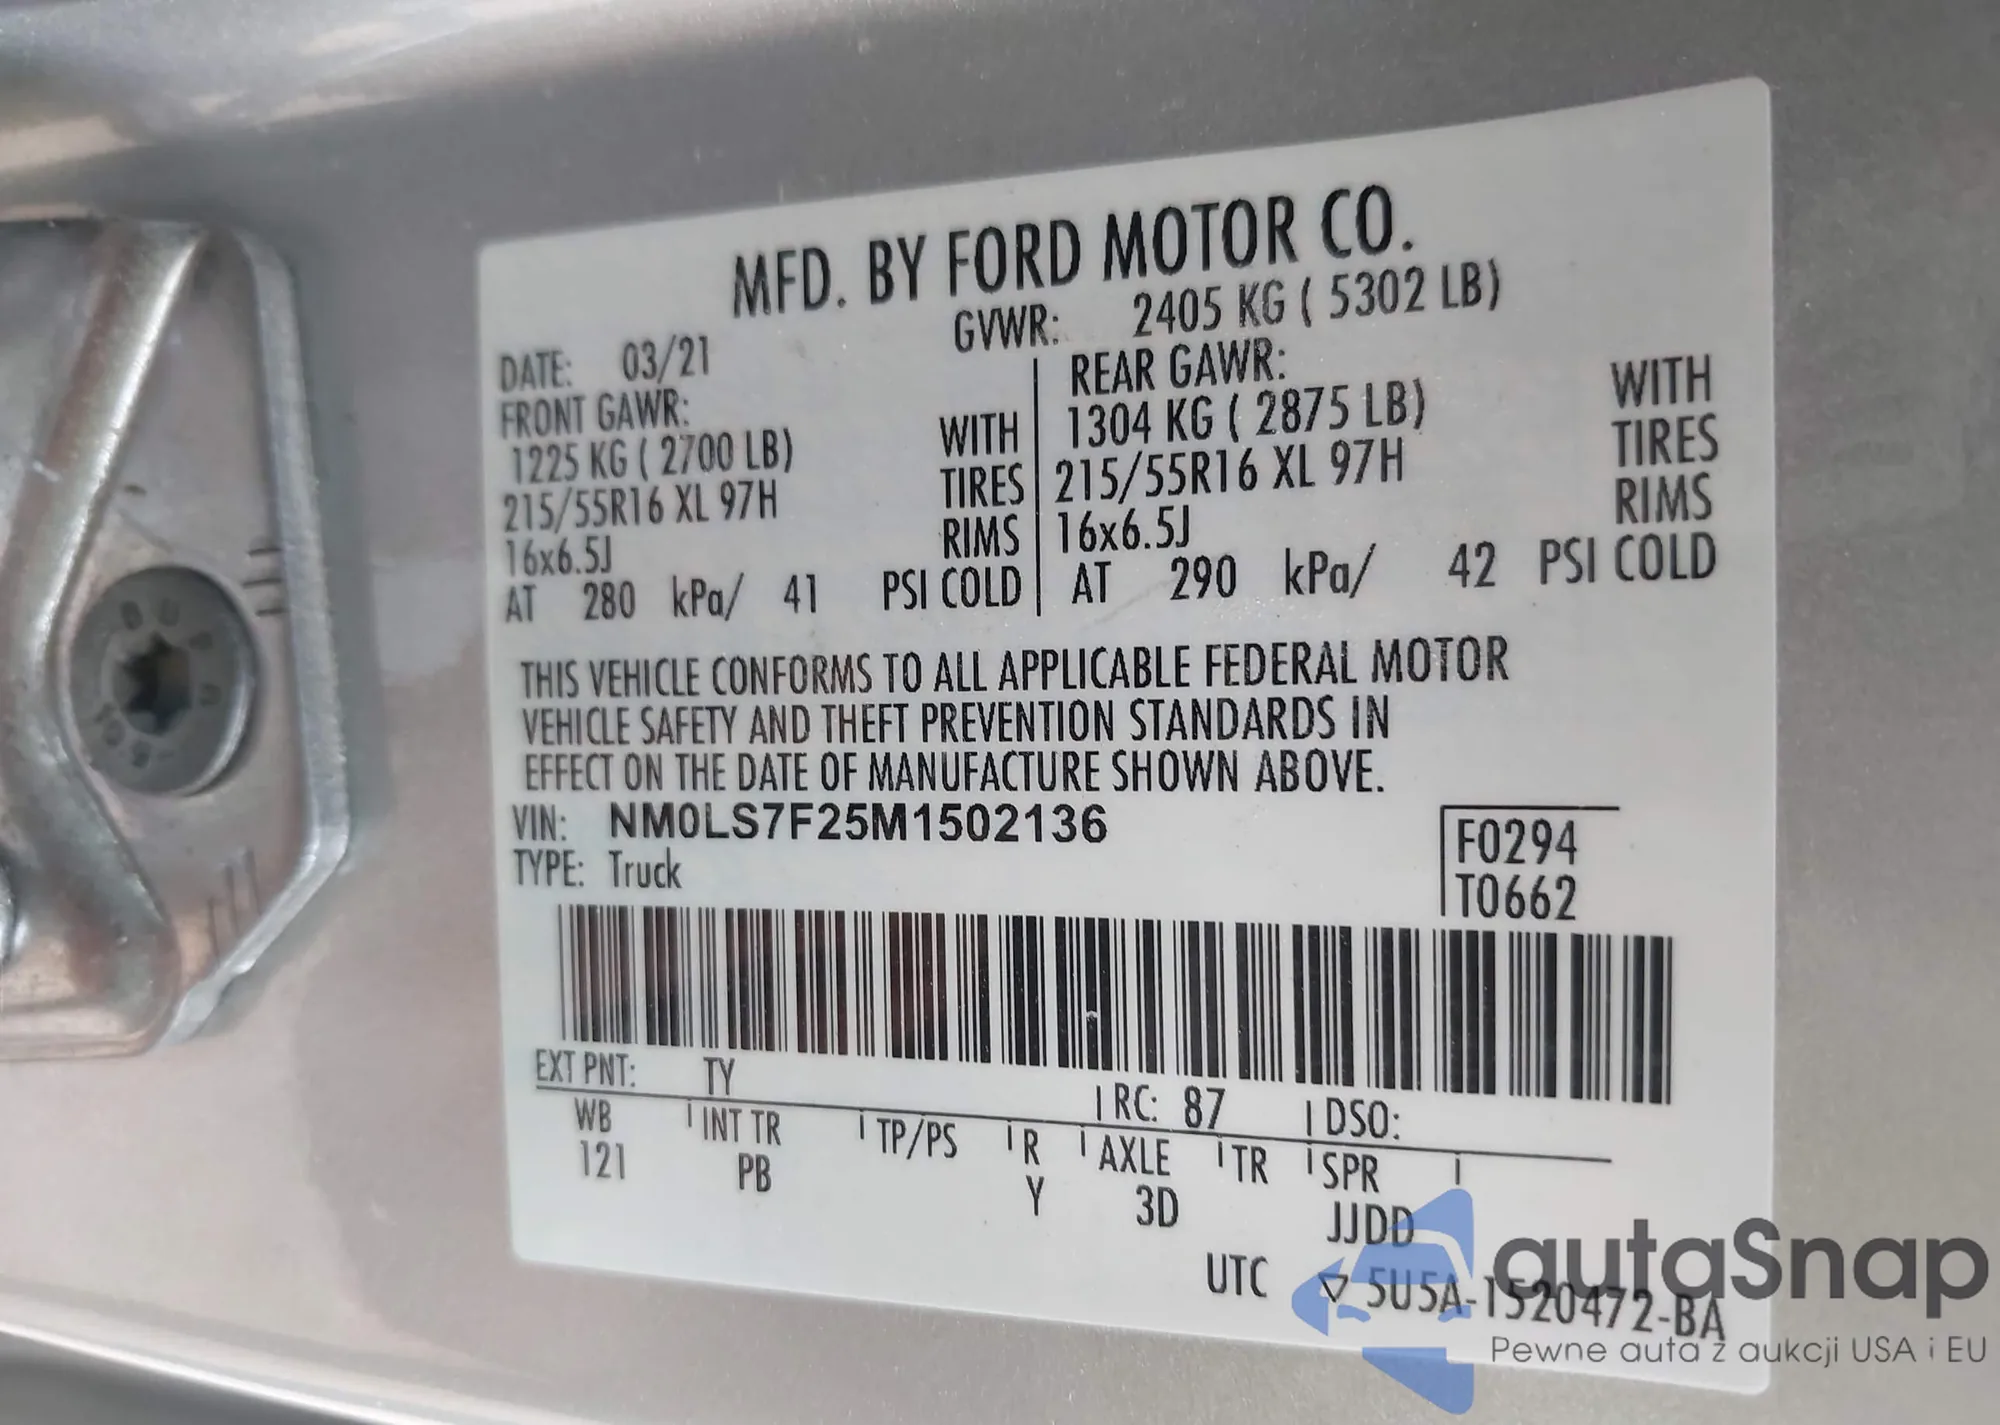 MFD. BY FORD MOTOR CO.
DATE: 03/21 GVWR: 2405 KG ( 5302 LB)
FRONT GAWR:
1225 KG ( 2700 LB) WITH
215/55R16 XL 97H TIRES
16x6.5J RIMS
AT 280 kPa/ 41 PSI COLD
REAR GAWR: WITH
1304 KG ( 2875 LB) TIRES
215/55R16 XL 97H RIMS
16x6.5J
AT 290 kPa/ 42 PSI COLD
THIS VEHICLE CONFORMS TO ALL APPLICABLE FEDERAL MOTOR
VEHICLE SAFETY AND THEFT PREVENTION STANDARDS IN
EFFECT ON THE DATE OF MANUFACTURE SHOWN ABOVE.
VIN: NM0LS7F25M1502136
TYPE: Truck
F0294
T0662
EXT PNT: TY RC: 87 DSO:
WB INT TR TP/PS R AXLE TR SPR
121 PB Y 3D JJDD
UTC 5U5A-1520472-BA
autaSnap
Pewne auta z aukcji USA i EU